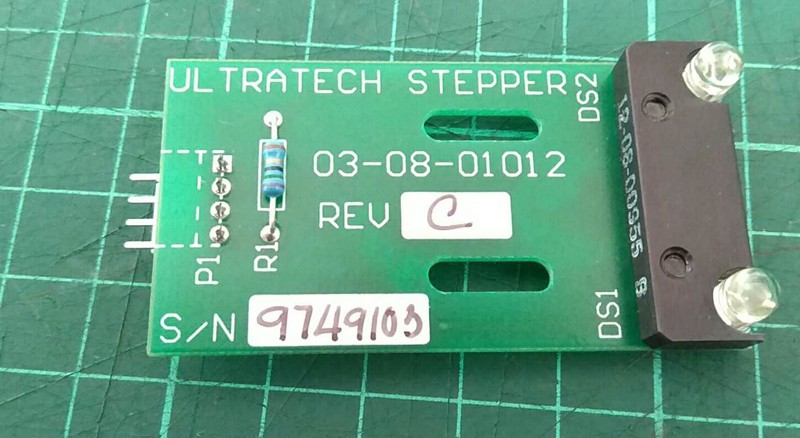 ULTRATECH STEPPER
DS2
03-08-01012
REV C
P1
R1
DS1
S/N 9749103
12-08-00955 g